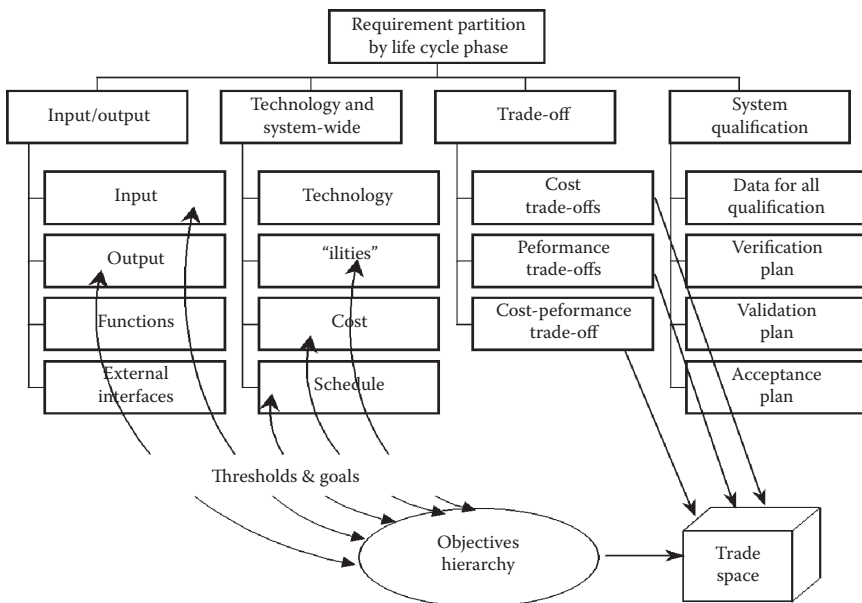 Requirement partition
by life cycle phase
Input/output
Technology and
system-wide
Trade-off
System
qualification
Input
Technology
Cost
trade-offs
Data for all
qualification
Output
“ilities”
Peformance
trade-offs
Verification
plan
Functions
Cost
Cost-peformance
trade-off
Validation
plan
External
interfaces
Schedule
Acceptance
plan
Thresholds & goals
Objectives
hierarchy
Trade
space